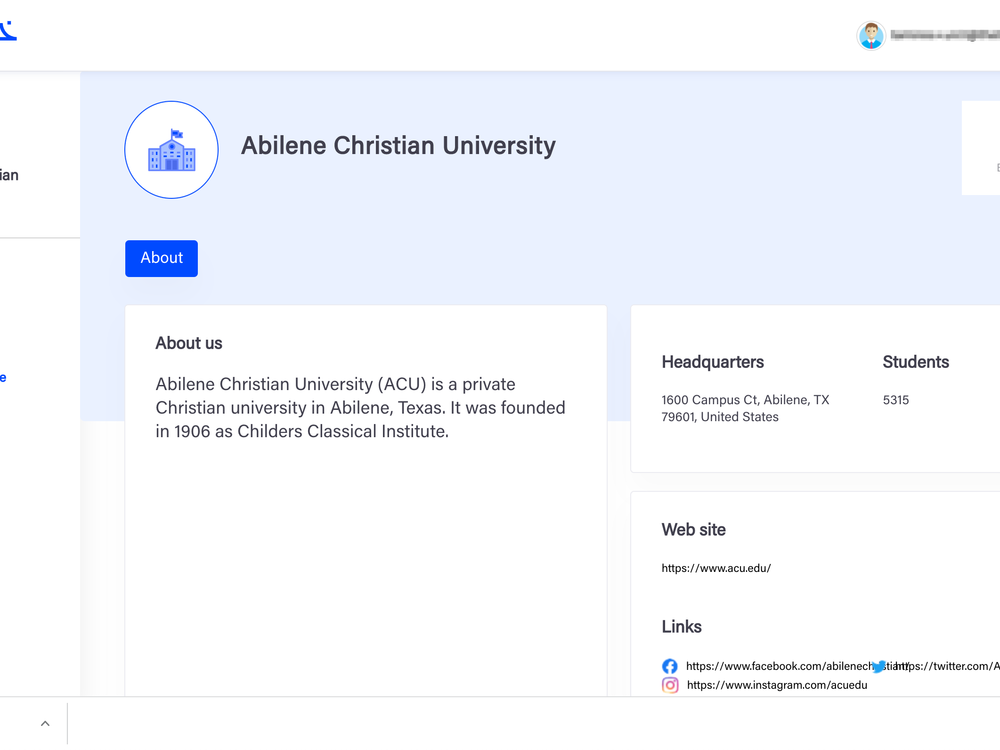 ian
Abilene Christian University
About
e
About us
Abilene Christian University (ACU) is a private
Christian university in Abilene, Texas. It was founded
in 1906 as Childers Classical Institute.
Headquarters
1600 Campus Ct, Abilene, TX
79601, United States
Students
5315
Web site
https://www.acu.edu/
Links
https://www.facebook.com/abilenechristian/
https://twitter.com/A
https://www.instagram.com/acuedu